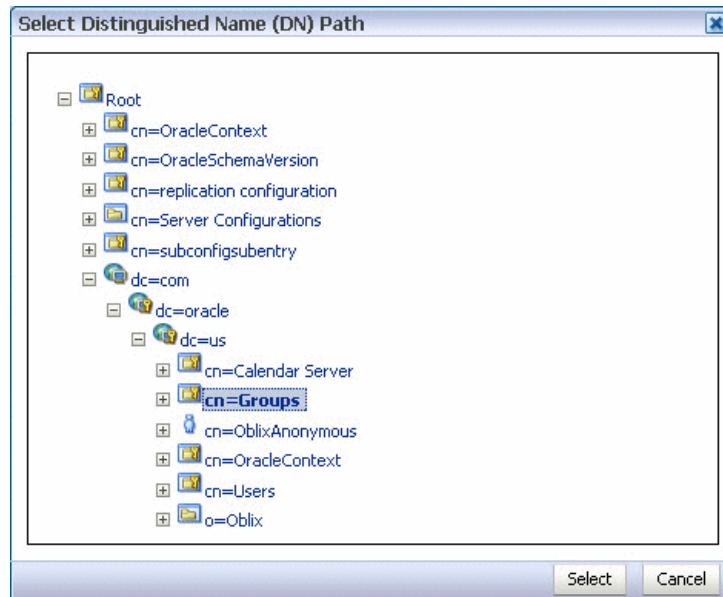 Select Distinguished Name (DN) Path
Root
cn=OracleContext
cn=OracleSchemaVersion
cn=replication configuration
cn=Server Configurations
cn=subconfigsubentry
dc=com
dc=oracle
dc=us
cn=Calendar Server
cn=Groups
cn=OblixAnonymous
cn=OracleContext
cn=Users
o=Oblix
Select Cancel